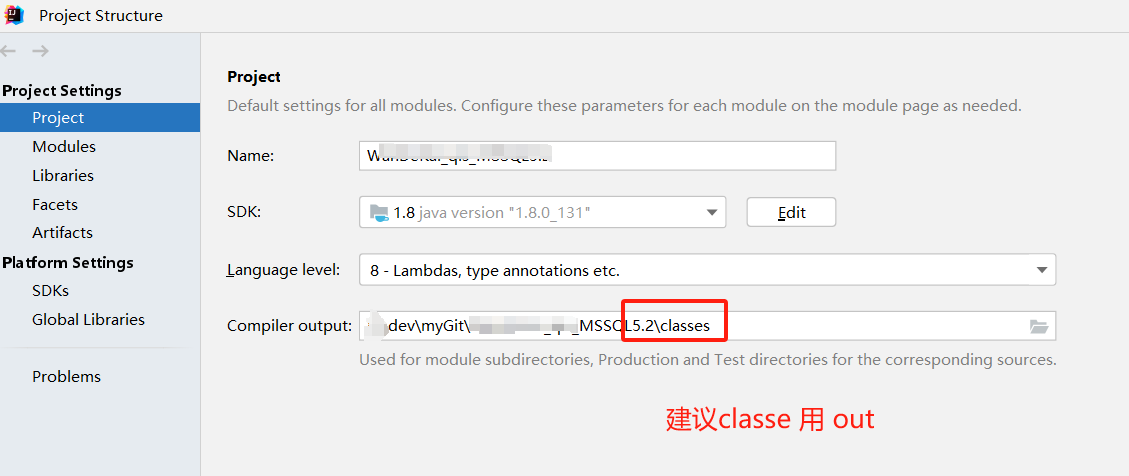 Project Structure
Project Settings
Project
Modules
Libraries
Facets
Artifacts
Platform Settings
SDKs
Global Libraries
Problems
Project
Default settings for all modules. Configure these parameters for each module on the module page as needed.
Name:
SDK: 1.8 java version "1.8.0_131" Edit
Language level: 8 - Lambdas, type annotations etc.
Compiler output: dev\myGit\ _MSSQL5.2\classes
Used for module subdirectories, Production and Test directories for the corresponding sources.
建议classe 用 out